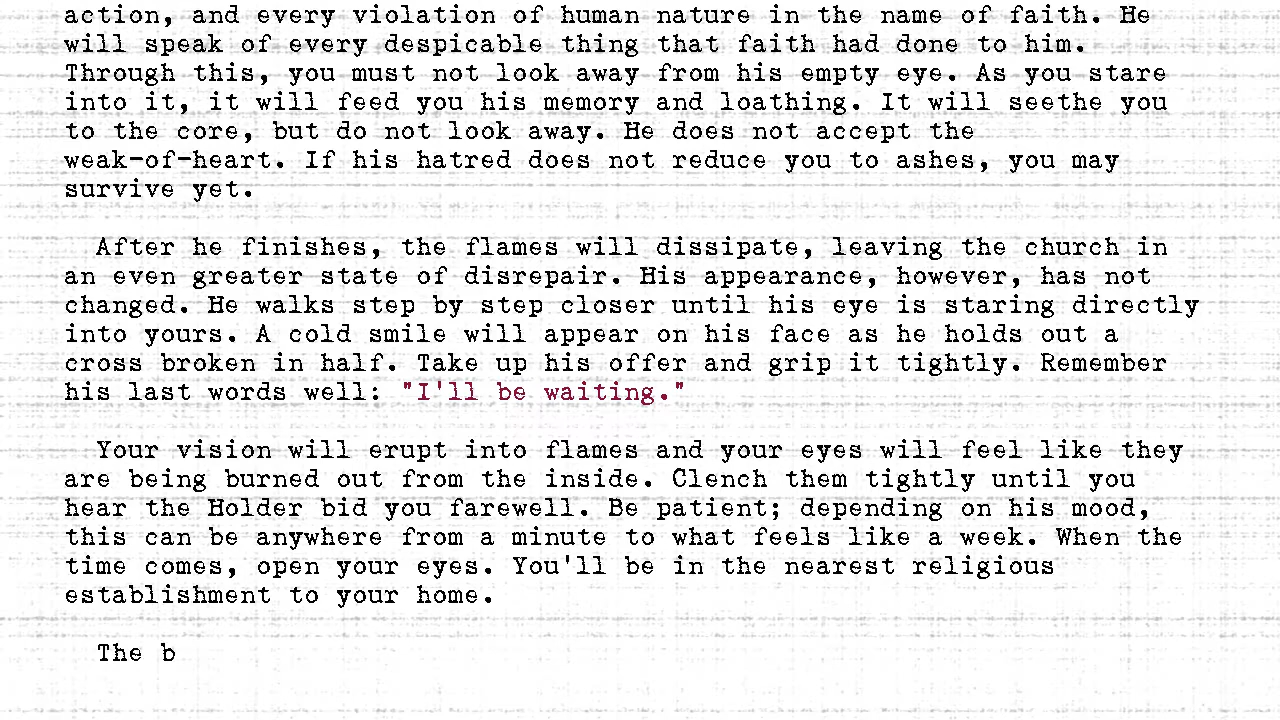 action, and every violation of human nature in the name of faith. He
will speak of every despicable thing that faith had done to him.
Through this, you must not look away from his empty eye. As you stare
into it, it will feed you his memory and loathing. It will seethe you
to the core, but do not look away. He does not accept the
weak-of-heart. If his hatred does not reduce you to ashes, you may
survive yet.
After he finishes, the flames will dissipate, leaving the church in
an even greater state of disrepair. His appearance, however, has not
changed. He walks step by step closer until his eye is staring directly
into yours. A cold smile will appear on his face as he holds out a
cross broken in half. Take up his offer and grip it tightly. Remember
his last words well: "I'll be waiting."
Your vision will erupt into flames and your eyes will feel like they
are being burned out from the inside. Clench them tightly until you
hear the Holder bid you farewell. Be patient; depending on his mood,
this can be anywhere from a minute to what feels like a week. When the
time comes, open your eyes. You'll be in the nearest religious
establishment to your home.
The b